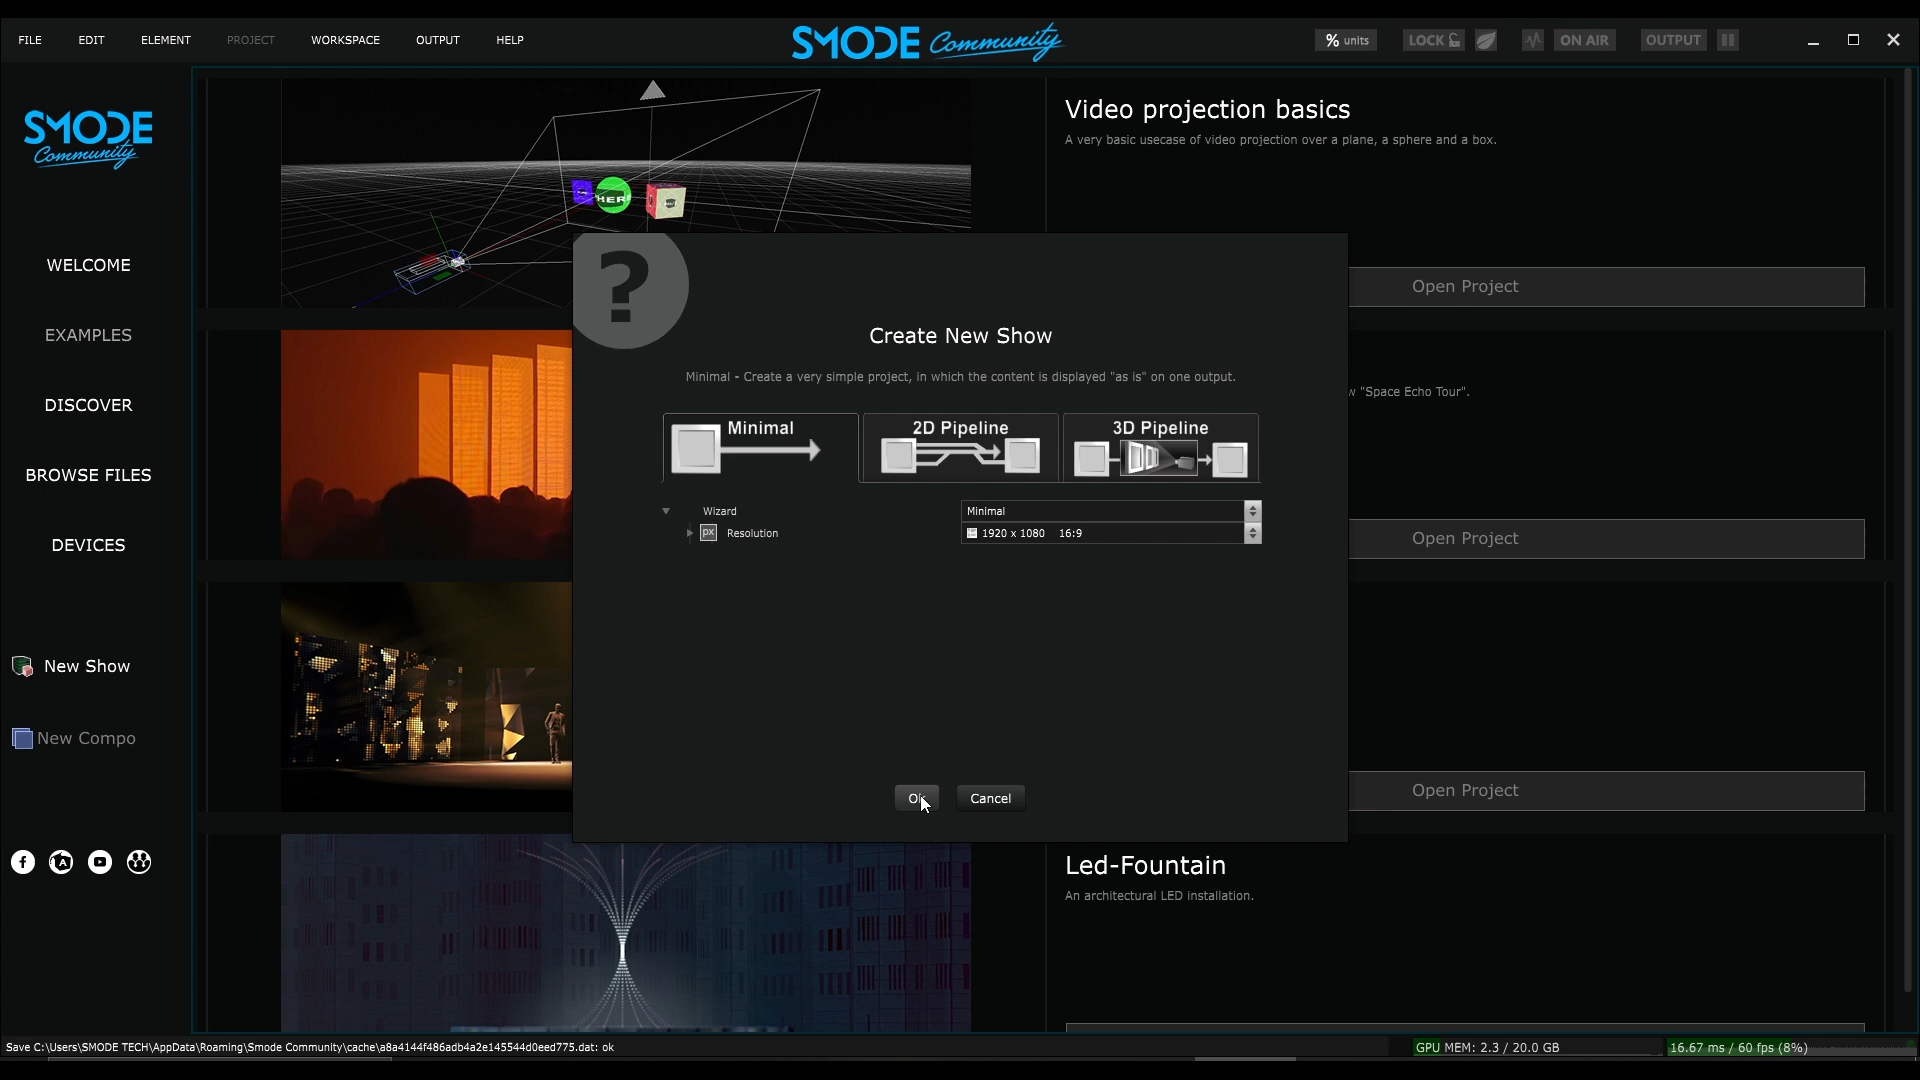 FILE EDIT ELEMENT PROJECT WORKSPACE OUTPUT HELP
SMODE Community
% units LOCK ON AIR OUTPUT
SMODE
Community
WELCOME
EXAMPLES
DISCOVER
BROWSE FILES
DEVICES
New Show
New Compo
HERE
Video projection basics
A very basic usecase of video projection over a plane, a sphere and a box.
Open Project
"Space Echo Tour".
Open Project
Open Project
Led-Fountain
An architectural LED installation.
?
Create New Show
Minimal - Create a very simple project, in which the content is displayed "as is" on one output.
Minimal 2D Pipeline 3D Pipeline
Wizard Minimal
px Resolution 1920 x 1080 16:9
Ok Cancel
Save C:\Users\SMODE TECH\AppData\Roaming\Smode Community\cache\a8a4144f486adb4a2e145544d0eed775.dat: ok
GPU MEM: 2.3 / 20.0 GB 16.67 ms / 60 fps (8%)